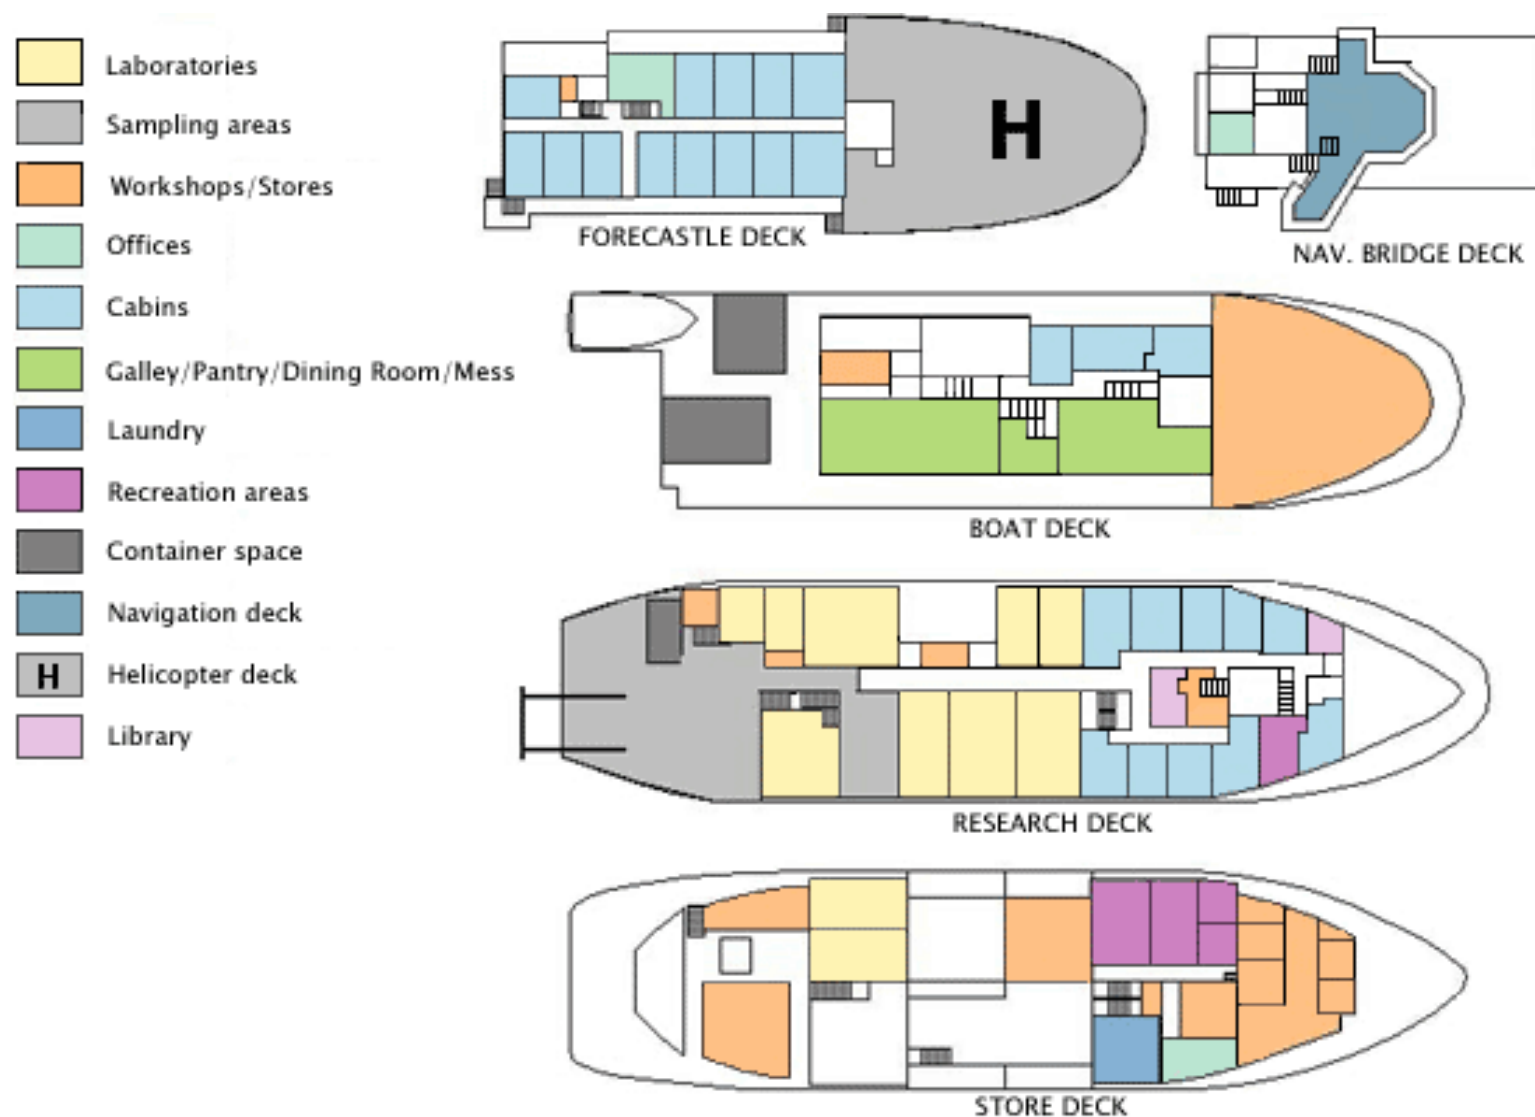 Laboratories
Sampling areas
Workshops/Stores
Offices
Cabins
Galley/Pantry/Dining Room/Mess
Laundry
Recreation areas
Container space
Navigation deck
H Helicopter deck
Library
H
FORECASTLE DECK
NAV. BRIDGE DECK
BOAT DECK
RESEARCH DECK
STORE DECK